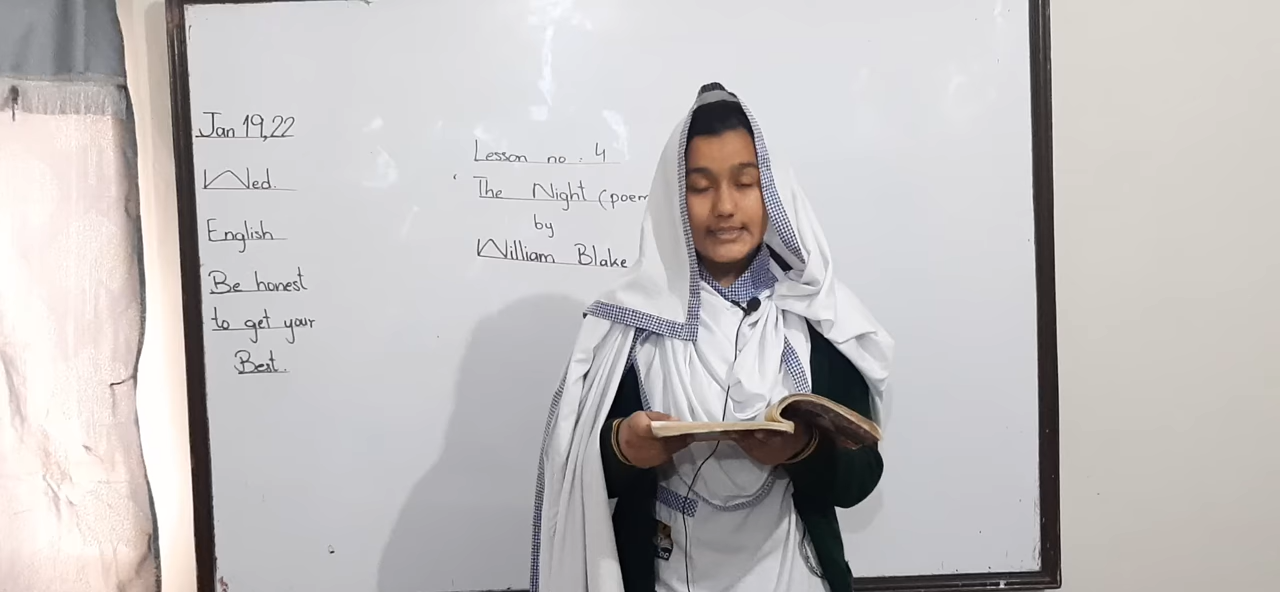 Jan 19,22
Wed.
English
Be honest
to get your
Best.
Lesson no : 4
The Night (poem
by
William Blake